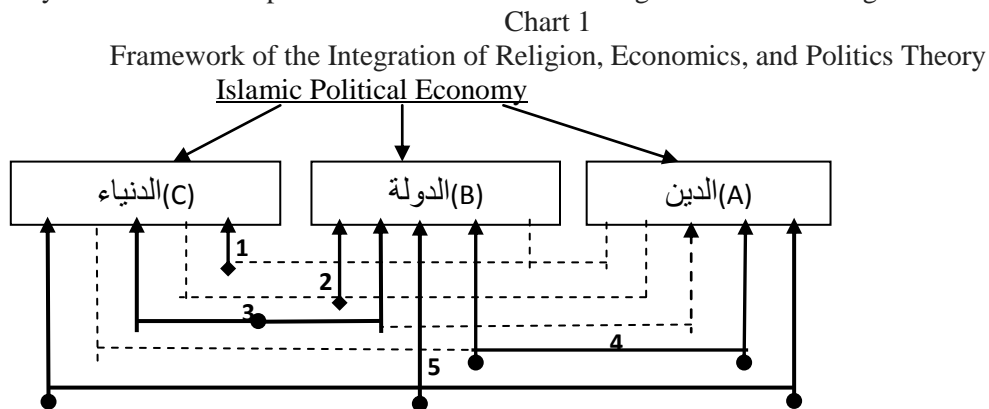 Chart 1
Framework of the Integration of Religion, Economics, and Politics Theory
Islamic Political Economy
(C)الدنياء
(B)الدولة
(A)الدين
1
2
3
4
5